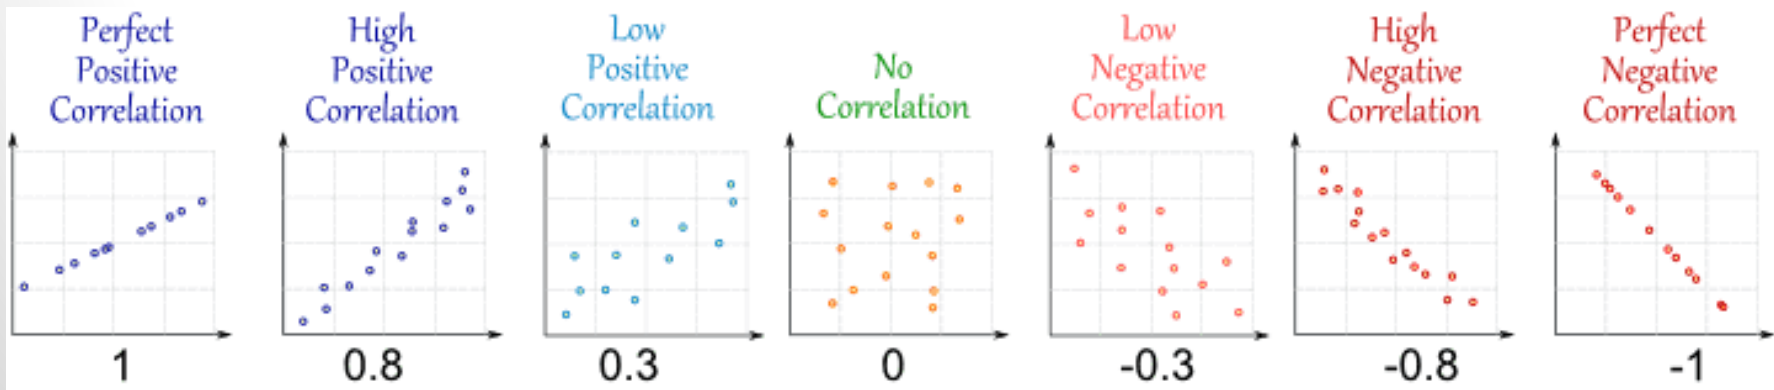 Perfect
Positive
Correlation
1
High
Positive
Correlation
0.8
Low
Positive
Correlation
0.3
No
Correlation
0
Low
Negative
Correlation
-0.3
High
Negative
Correlation
-0.8
Perfect
Negative
Correlation
-1